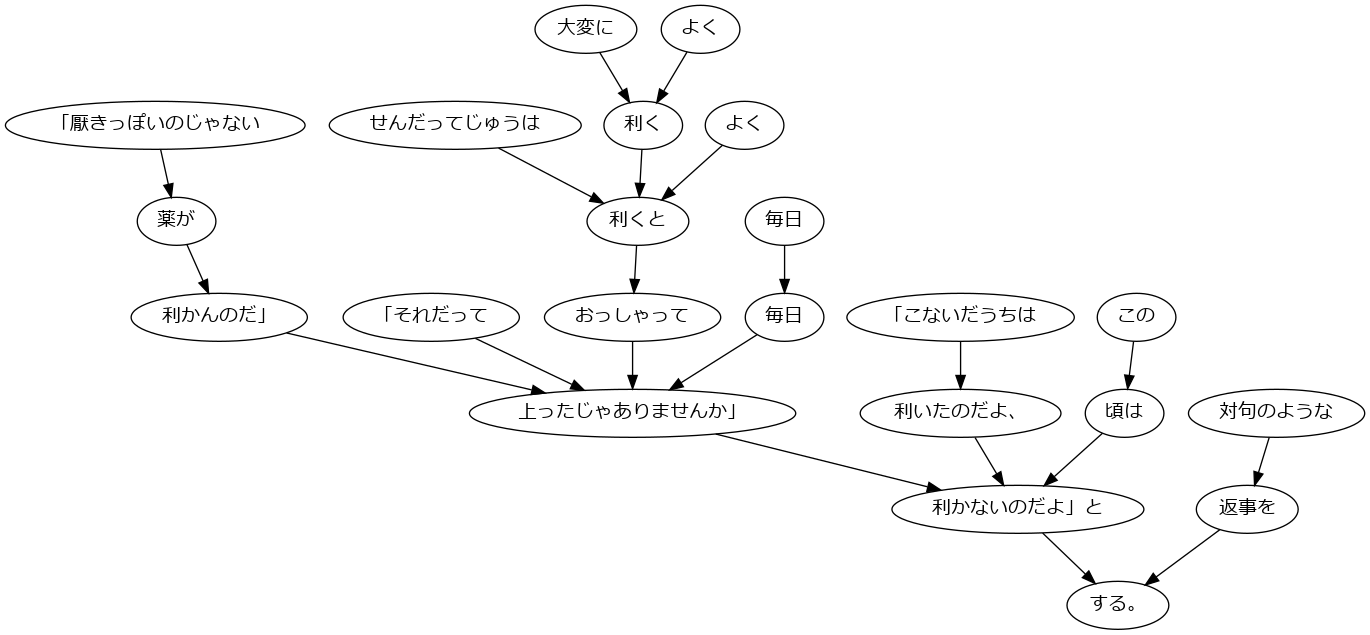 大変に
よく
「厭きっぽいのじゃない
せんだってじゅうは
利く
よく
薬が
利くと
毎日
利かんのだ」
「それだって
おっしゃって
毎日
「こないだうちは
この
上ったじゃありませんか」
利いたのだよ、
頃は
対句のような
利かないのだよ」と
返事を
する。